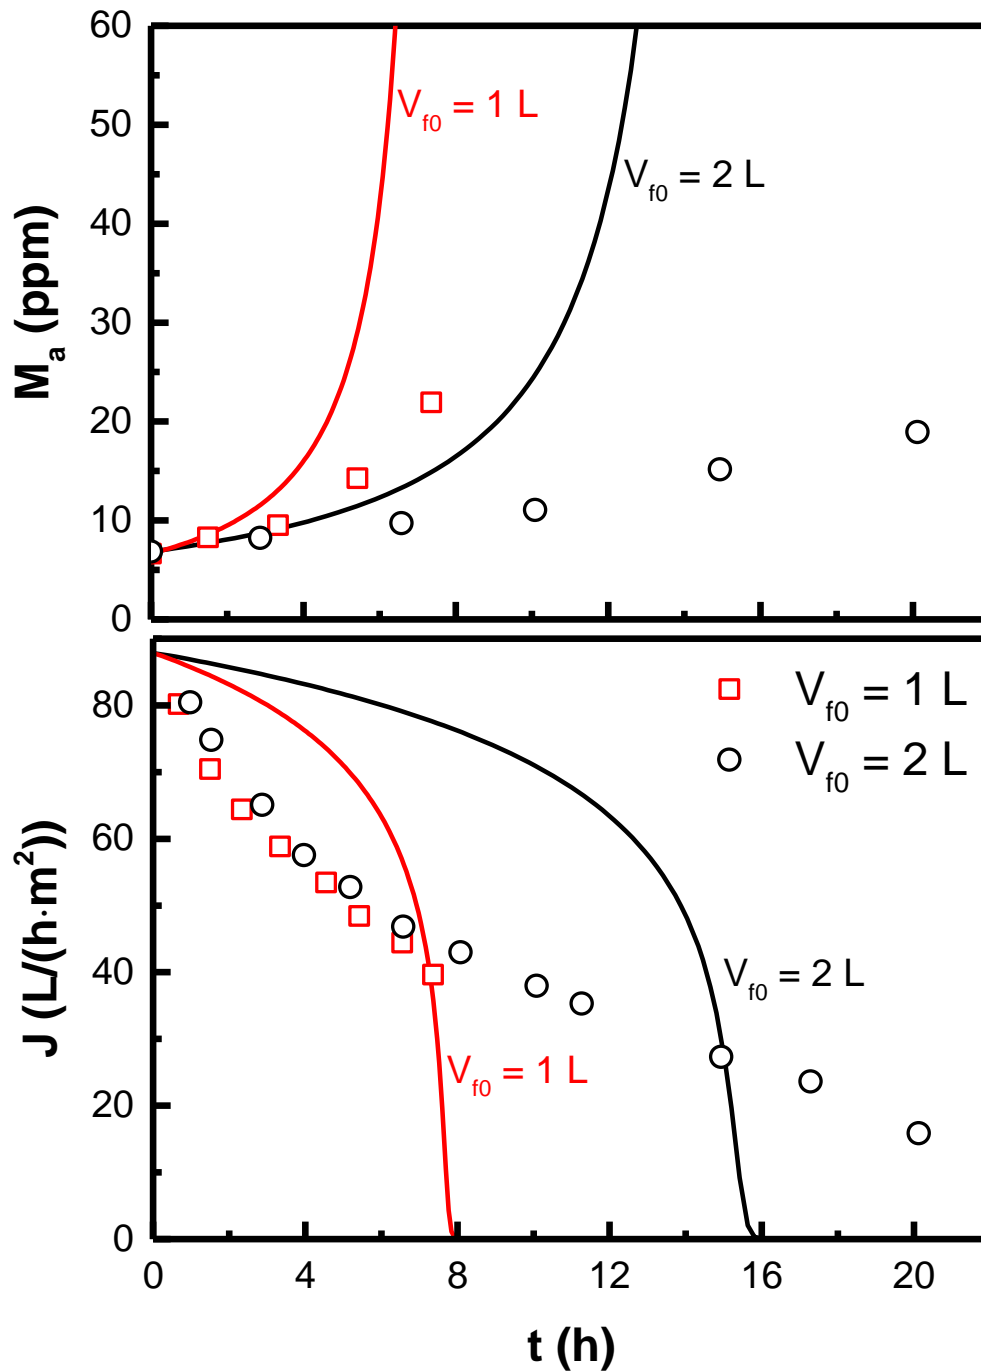 60
V_f0 = 1 L
50
V_f0 = 2 L
40
M_a (ppm)
30
20
10
0
80
V_f0 = 1 L
V_f0 = 2 L
60
J (L/(h·m²))
40
V_f0 = 2 L
V_f0 = 1 L
20
0
0 4 8 12 16 20
t (h)